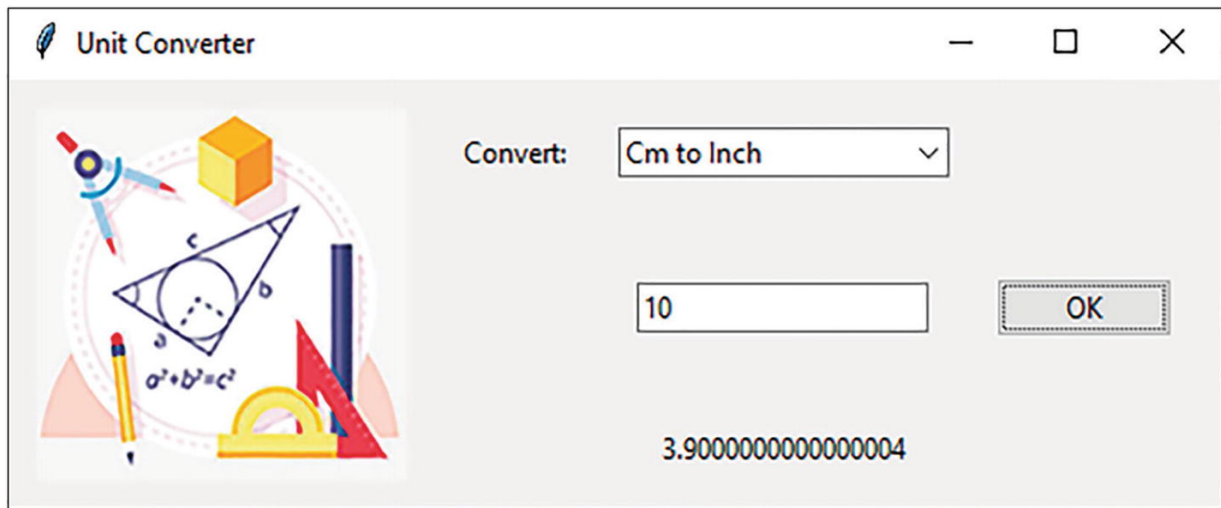 Unit Converter
Convert: Cm to Inch
c
b
a
10 OK
a²+b²=c²
3.9000000000000004